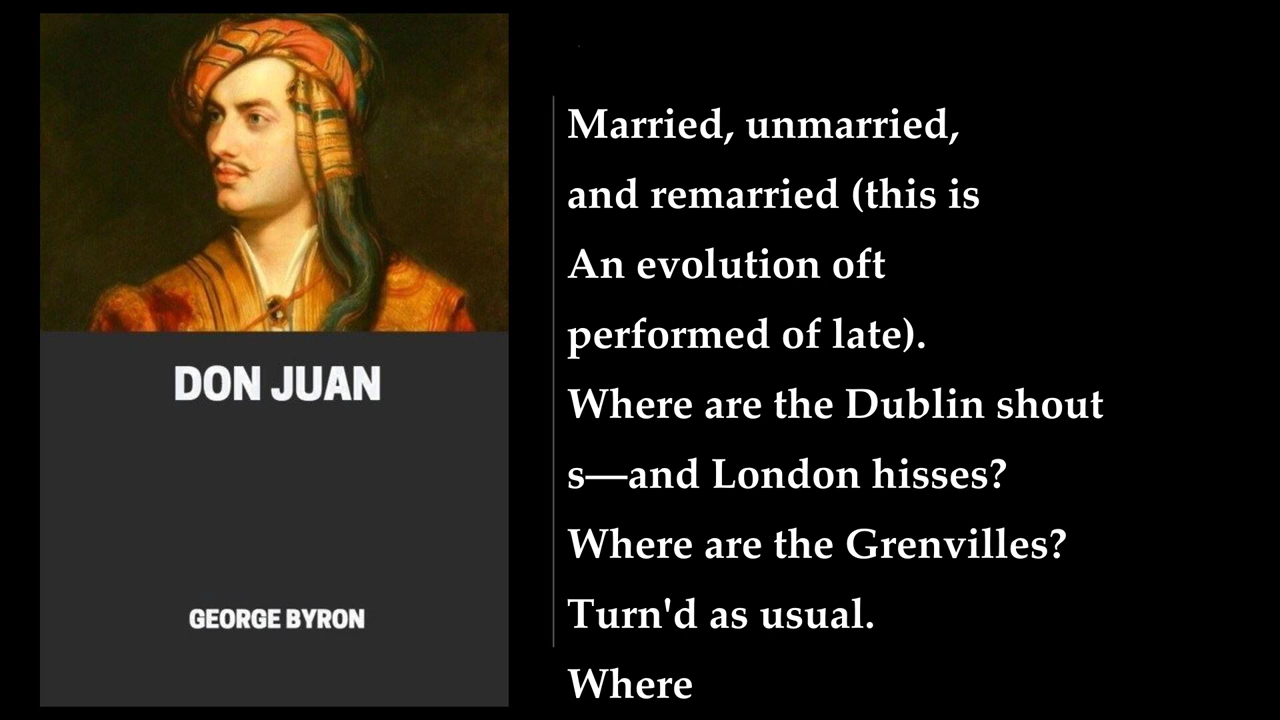 DON JUAN
GEORGE BYRON
Married, unmarried,
and remarried (this is
An evolution oft
performed of late).
Where are the Dublin shout
s—and London hisses?
Where are the Grenvilles?
Turn'd as usual.
Where